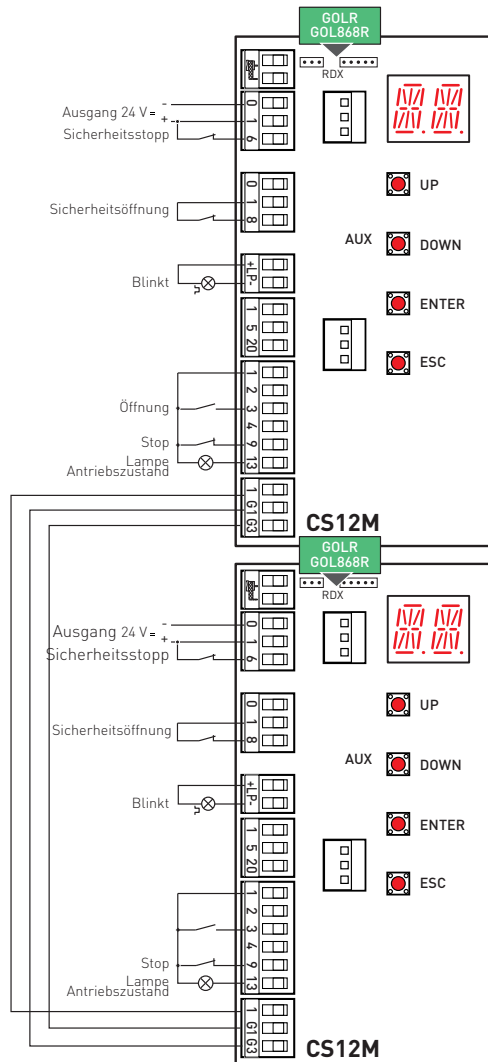 GOLR
GOL868R
RDX
Ausgang 24 V= -
+
Sicherheitsstopp
0
1
6
UP
Sicherheitsöffnung
0
1
8
AUX
DOWN
Blinkt
+LP-
ENTER
1
5
20
ESC
Öffnung
Stop
Lampe
Antriebszustand
1
2
3
4
9
13
1
G1
G3
CS12M
GOLR
GOL868R
RDX
Ausgang 24 V= -
+
Sicherheitsstopp
0
1
6
UP
Sicherheitsöffnung
0
1
8
AUX
DOWN
Blinkt
+LP-
ENTER
1
5
20
ESC
Stop
Lampe
Antriebszustand
1
2
3
4
9
13
1
G1
G3
CS12M